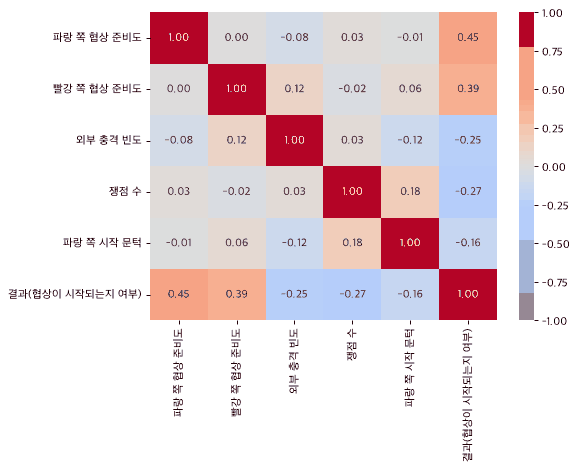 파랑 쪽 협상 준비도 1.00 0.00 -0.08 0.03 -0.01 0.45
빨강 쪽 협상 준비도 0.00 1.00 0.12 -0.02 0.06 0.39
외부 충격 빈도 -0.08 0.12 1.00 0.03 -0.12 -0.25
쟁점 수 0.03 -0.02 0.03 1.00 0.18 -0.27
파랑 쪽 시작 문턱 -0.01 0.06 -0.12 0.18 1.00 -0.16
결과(협상이 시작되는지 여부) 0.45 0.39 -0.25 -0.27 -0.16 1.00
파랑 쪽 협상 준비도
빨강 쪽 협상 준비도
외부 충격 빈도
쟁점 수
파랑 쪽 시작 문턱
결과(협상이 시작되는지 여부)
1.00
0.75
0.50
0.25
0.00
-0.25
-0.50
-0.75
-1.00